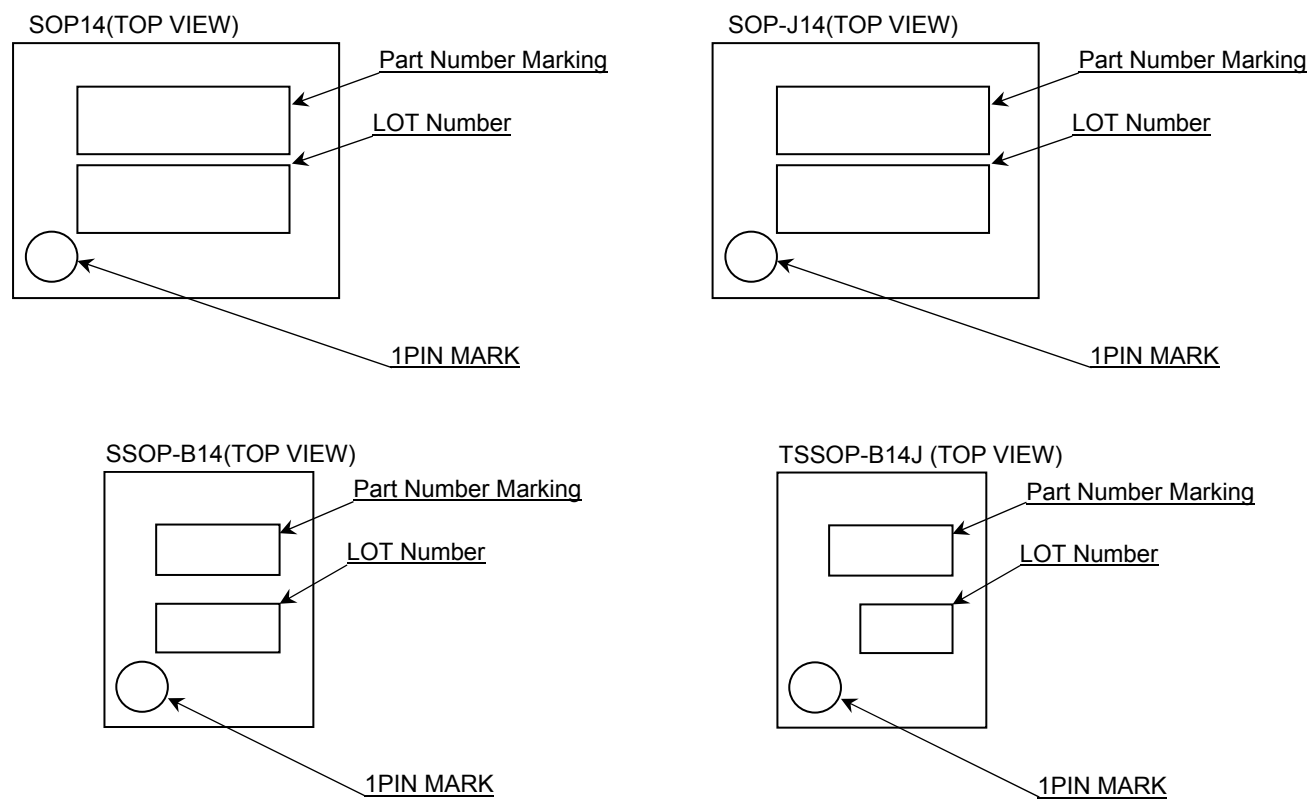 SOP14(TOP VIEW)
Part Number Marking
LOT Number
1PIN MARK
SOP-J14(TOP VIEW)
Part Number Marking
LOT Number
1PIN MARK
SSOP-B14(TOP VIEW)
Part Number Marking
LOT Number
1PIN MARK
TSSOP-B14J (TOP VIEW)
Part Number Marking
LOT Number
1PIN MARK